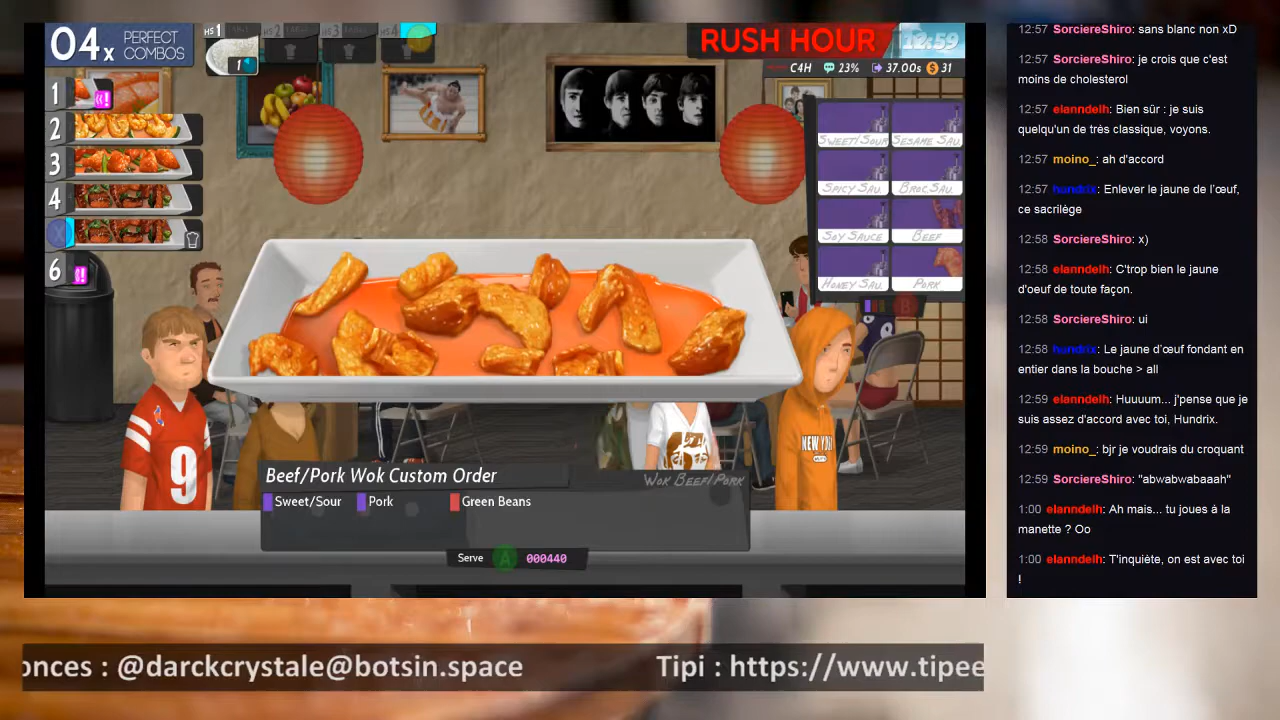 04x PERFECT
COMBOS
HS1
1
RUSH HOUR
12:59
C4H 23% 37.00s $ 31
1
2
3
4
6
SWEET/SOUR SESAME SAU.
SPICY SAU. BROC.SAU.
SOY SAUCE BEEF
HONEY SAU. PORK
9
NEW YORK
Beef/Pork Wok Custom Order
WOK BEEF/PORK
Sweet/Sour Pork Green Beans
Serve A 000440
12:57 SorciereShiro: sans blanc non xD
12:57 SorciereShiro: je crois que c'est
moins de cholesterol
12:57 elanndelh: Bien sûr : je suis
quelqu'un de très classique, voyons.
12:57 moino_: ah d'accord
12:57 hundrix: Enlever le jaune de l'œuf,
ce sacrilège
12:58 SorciereShiro: x)
12:58 elanndelh: C'trop bien le jaune
d'oeuf de toute façon.
12:58 SorciereShiro: ui
12:58 hundrix: Le jaune d'œuf fondant en
entier dans la bouche > all
12:59 elanndelh: Huuuum... j'pense que je
suis assez d'accord avec toi, Hundrix.
12:59 moino_: bjr je voudrais du croquant
12:59 SorciereShiro: "abwabwabaaah"
1:00 elanndelh: Ah mais... tu joues à la
manette ? Oo
1:00 elanndelh: T'inquiète, on est avec toi
!
onces : @darckcrystale@botsin.space Tipi : https://www.tipee